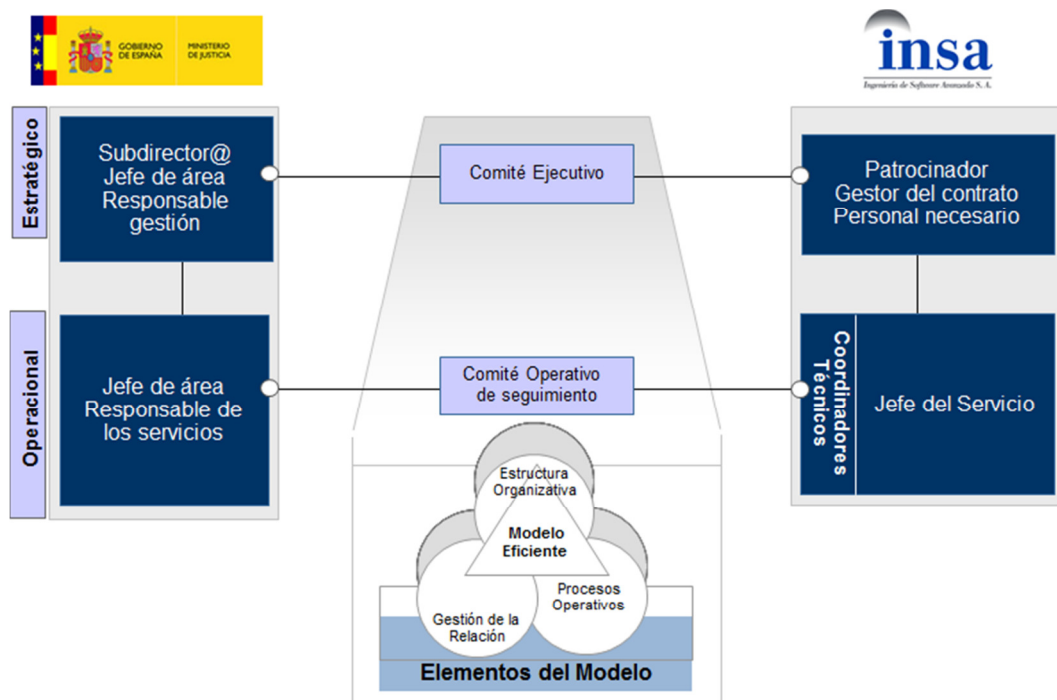 GOBIERNO
DE ESPAÑA
MINISTERIO
DE JUSTICIA
insa
Ingeniería de Software Avanzado S. A.
Estratégico
Subdirector@
Jefe de área
Responsable
gestión
Comité Ejecutivo
Patrocinador
Gestor del contrato
Personal necesario
Operacional
Jefe de área
Responsable de
los servicios
Comité Operativo
de seguimiento
Coordinadores
Técnicos
Jefe del Servicio
Estructura
Organizativa
Modelo
Eficiente
Procesos
Operativos
Gestión de la
Relación
Elementos del Modelo